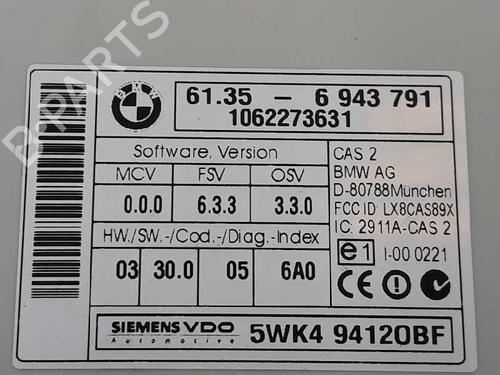 BMW
61.35 - 6 943 791
1062273631
Software, Version
MCV FSV OSV
0.0.0 6.3.3 3.3.0
HW./SW.-/Cod.-/Diag.-Index
03 30.0 05 6A0
CAS 2
BMW AG
D-80788München
FCC ID: LX8CAS89X
IC: 2911A-CAS 2
e1 I-00 0221
CE
SIEMENS VDO
Automotive
5WK4 94120BF
B-PARTS